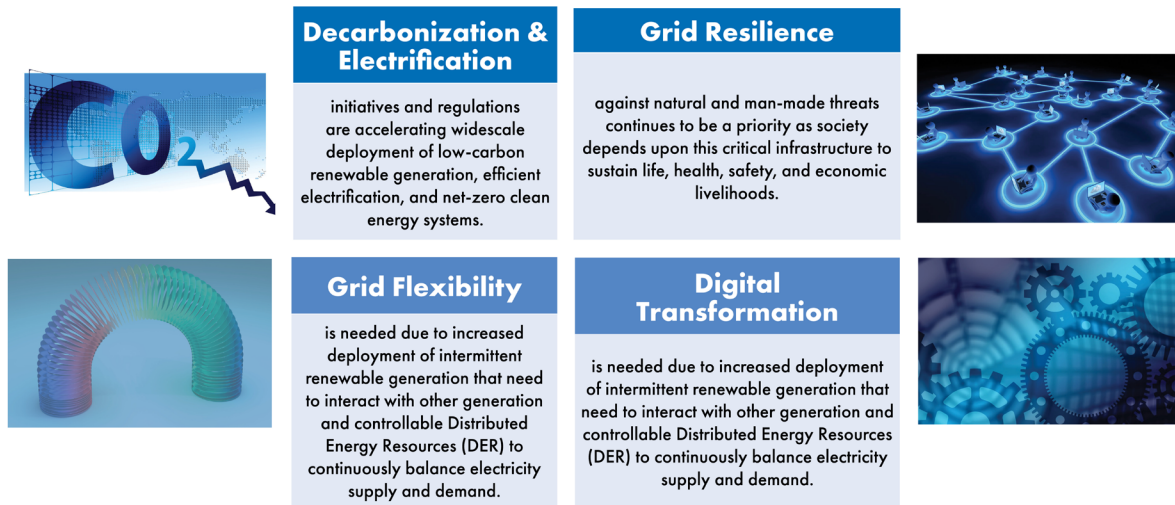 Decarbonization &
Electrification
initiatives and regulations
are accelerating widescale
deployment of low-carbon
renewable generation, efficient
electrification, and net-zero clean
energy systems.
Grid Resilience
against natural and man-made threats
continues to be a priority as society
depends upon this critical infrastructure to
sustain life, health, safety, and economic
livelihoods.
CO2
Grid Flexibility
is needed due to increased
deployment of intermittent
renewable generation that need
to interact with other generation
and controllable Distributed
Energy Resources (DER) to
continuously balance electricity
supply and demand.
Digital
Transformation
is needed due to increased deployment
of intermittent renewable generation that
need to interact with other generation and
controllable Distributed Energy Resources
(DER) to continuously balance electricity
supply and demand.